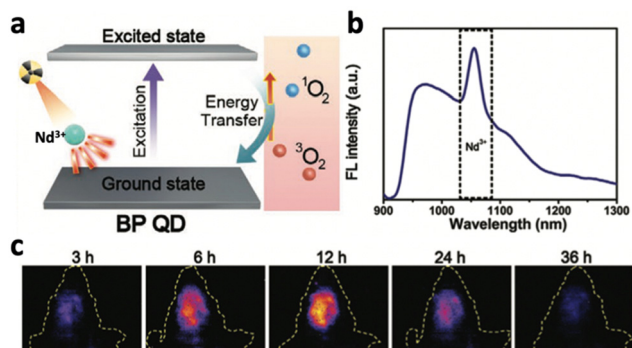 a
Excited state
Nd³⁺
Excitation
Energy
Transfer
¹O₂
³O₂
Ground state
BP QD
b
FL intensity (a.u.)
Nd³⁺
900 1000 1100 1200 1300
Wavelength (nm)
c
3 h 6 h 12 h 24 h 36 h